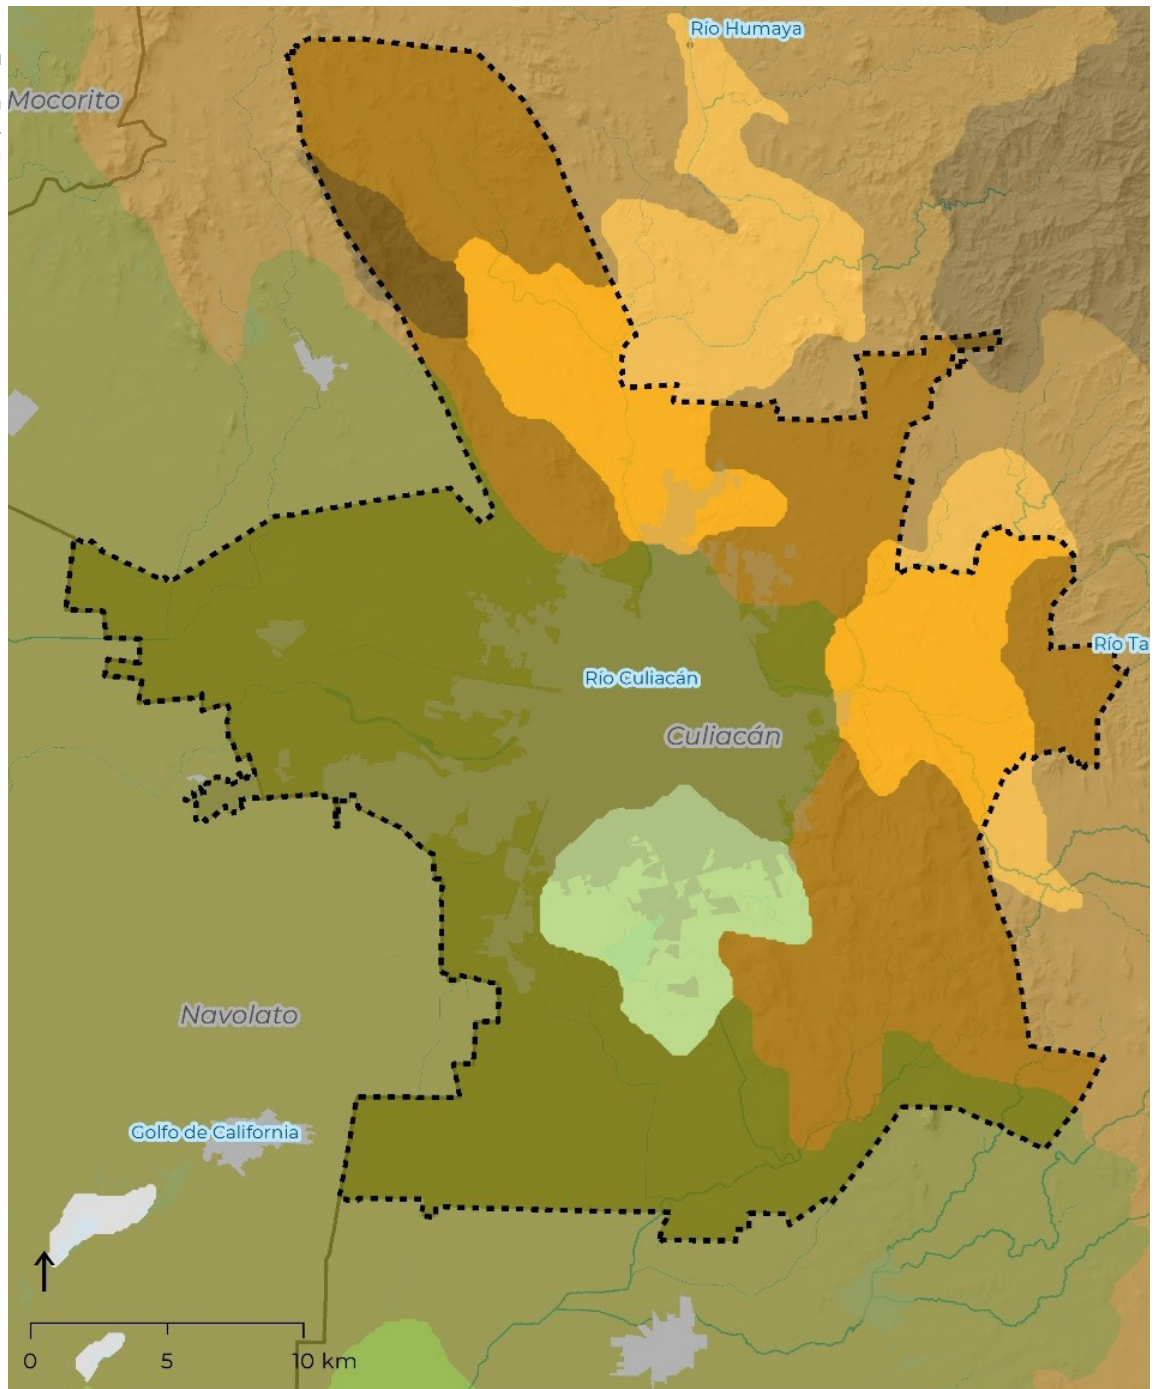 Río Humaya
Mocorito
Río Culiacán
Río Ta
Culiacán
Navolato
Golfo de California
0 5 10 km